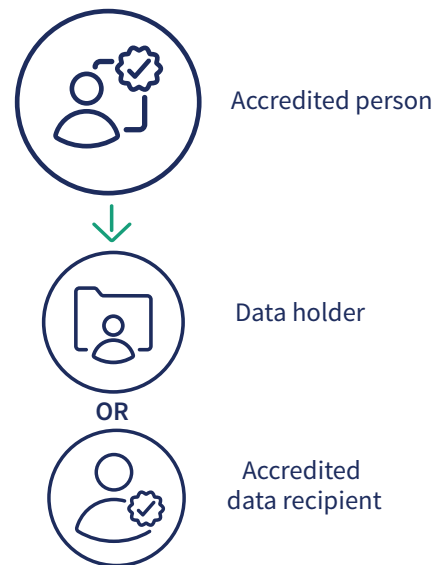 Accredited person
Data holder
OR
Accredited
data recipient